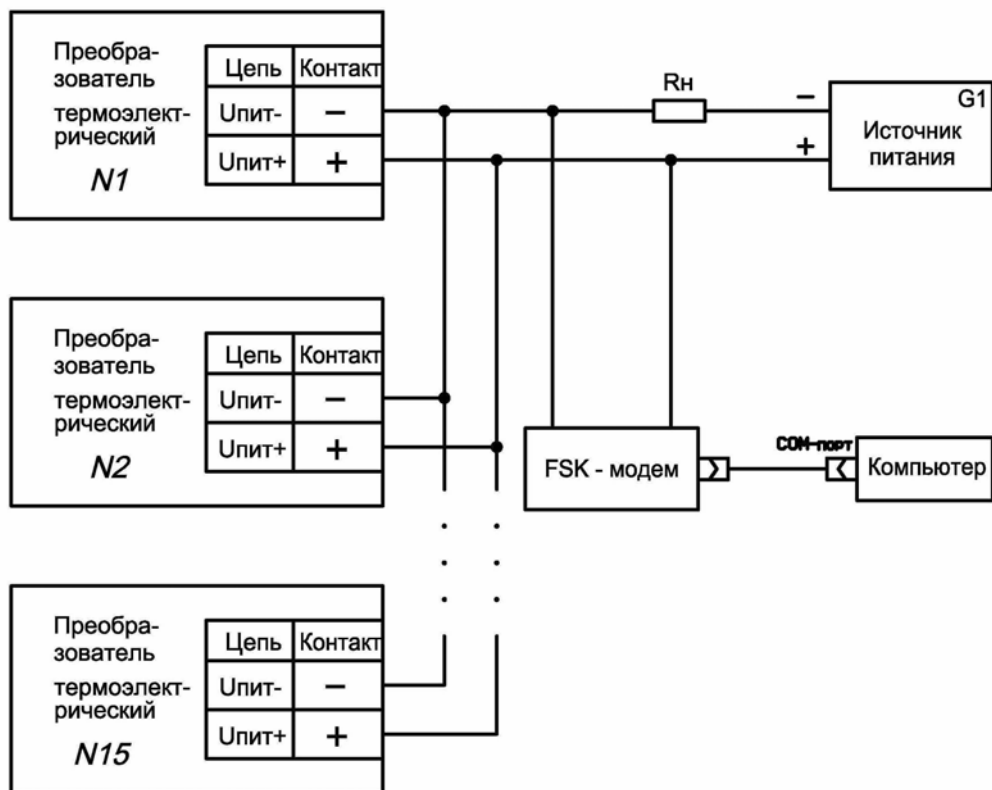 Преобра-
зователь
термоэлект-
рический
N1
Цепь Контакт
Uпит- −
Uпит+ +
Rн
− G1
+ Источник
питания
Преобра-
зователь
термоэлект-
рический
N2
Цепь Контакт
Uпит- −
Uпит+ +
FSK - модем
COM-порт
Компьютер
Преобра-
зователь
термоэлект-
рический
N15
Цепь Контакт
Uпит- −
Uпит+ +